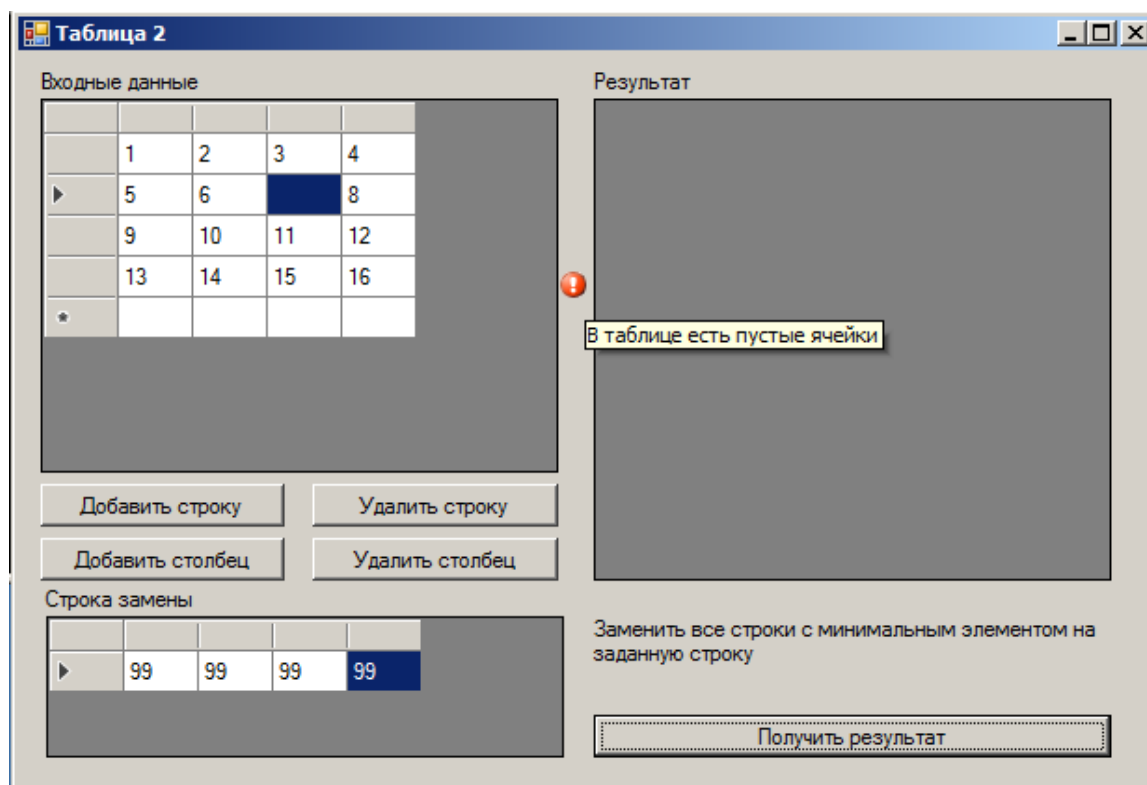 Таблица 2
Входные данные
1 2 3 4
5 6 8
9 10 11 12
13 14 15 16
Добавить строку
Удалить строку
Добавить столбец
Удалить столбец
Строка замены
99 99 99 99
Результат
В таблице есть пустые ячейки
Заменить все строки с минимальным элементом на
заданную строку
Получить результат